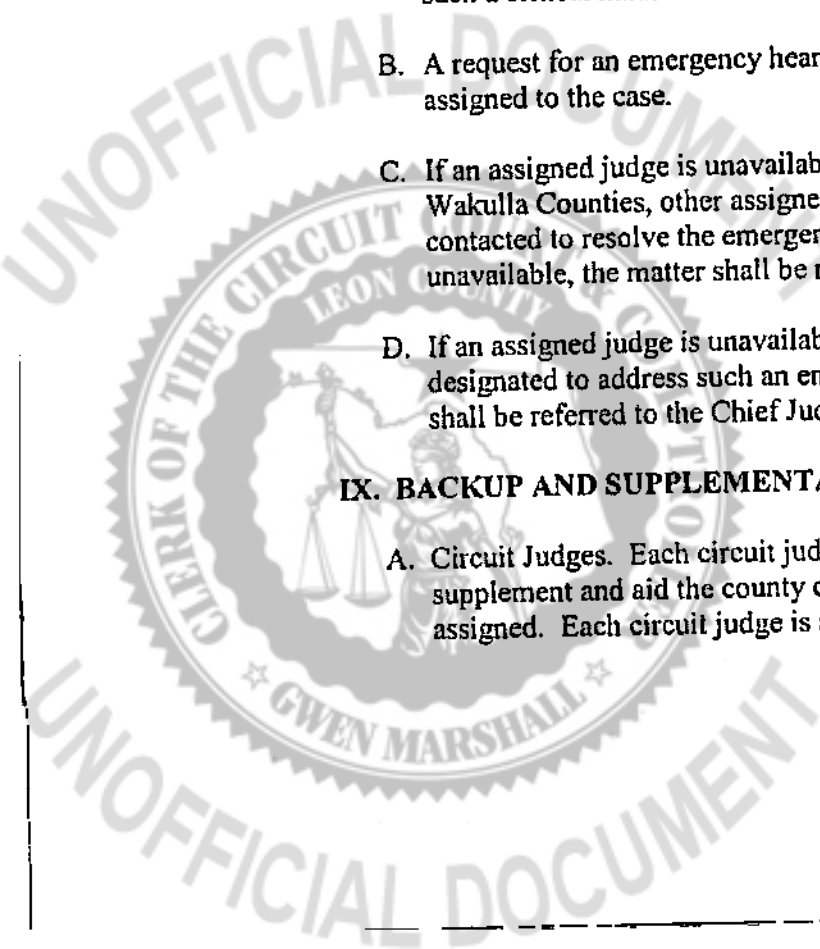 B. A request for an emergency hear
assigned to the case.
C. If an assigned judge is unavailab
Wakulla Counties, other assigne
contacted to resolve the emerger
unavailable, the matter shall be r
D. If an assigned judge is unavailab
designated to address such an en
shall be referred to the Chief Jud
IX. BACKUP AND SUPPLEMENTA
A. Circuit Judges. Each circuit jud
supplement and aid the county c
assigned. Each circuit judge is a
UNOFFICIAL DOCUMENT
CLERK OF THE CIRCUIT
LEON COUNTY
GWEN MARSHALL
UNOFFICIAL DOCUMENT